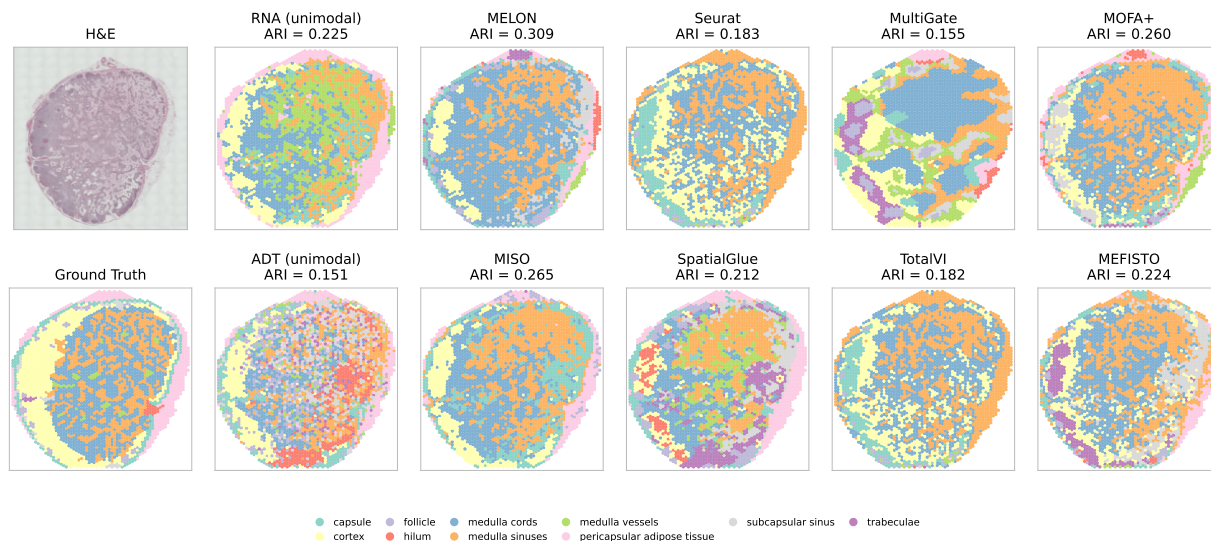 H&E
RNA (unimodal)
ARI = 0.225
MELON
ARI = 0.309
Seurat
ARI = 0.183
MultiGate
ARI = 0.155
MOFA+
ARI = 0.260
Ground Truth
ADT (unimodal)
ARI = 0.151
MISO
ARI = 0.265
SpatialGlue
ARI = 0.212
TotalVI
ARI = 0.182
MEFISTO
ARI = 0.224
capsule
follicle
medulla cords
medulla vessels
subcapsular sinus
trabeculae
cortex
hilum
medulla sinuses
pericapsular adipose tissue